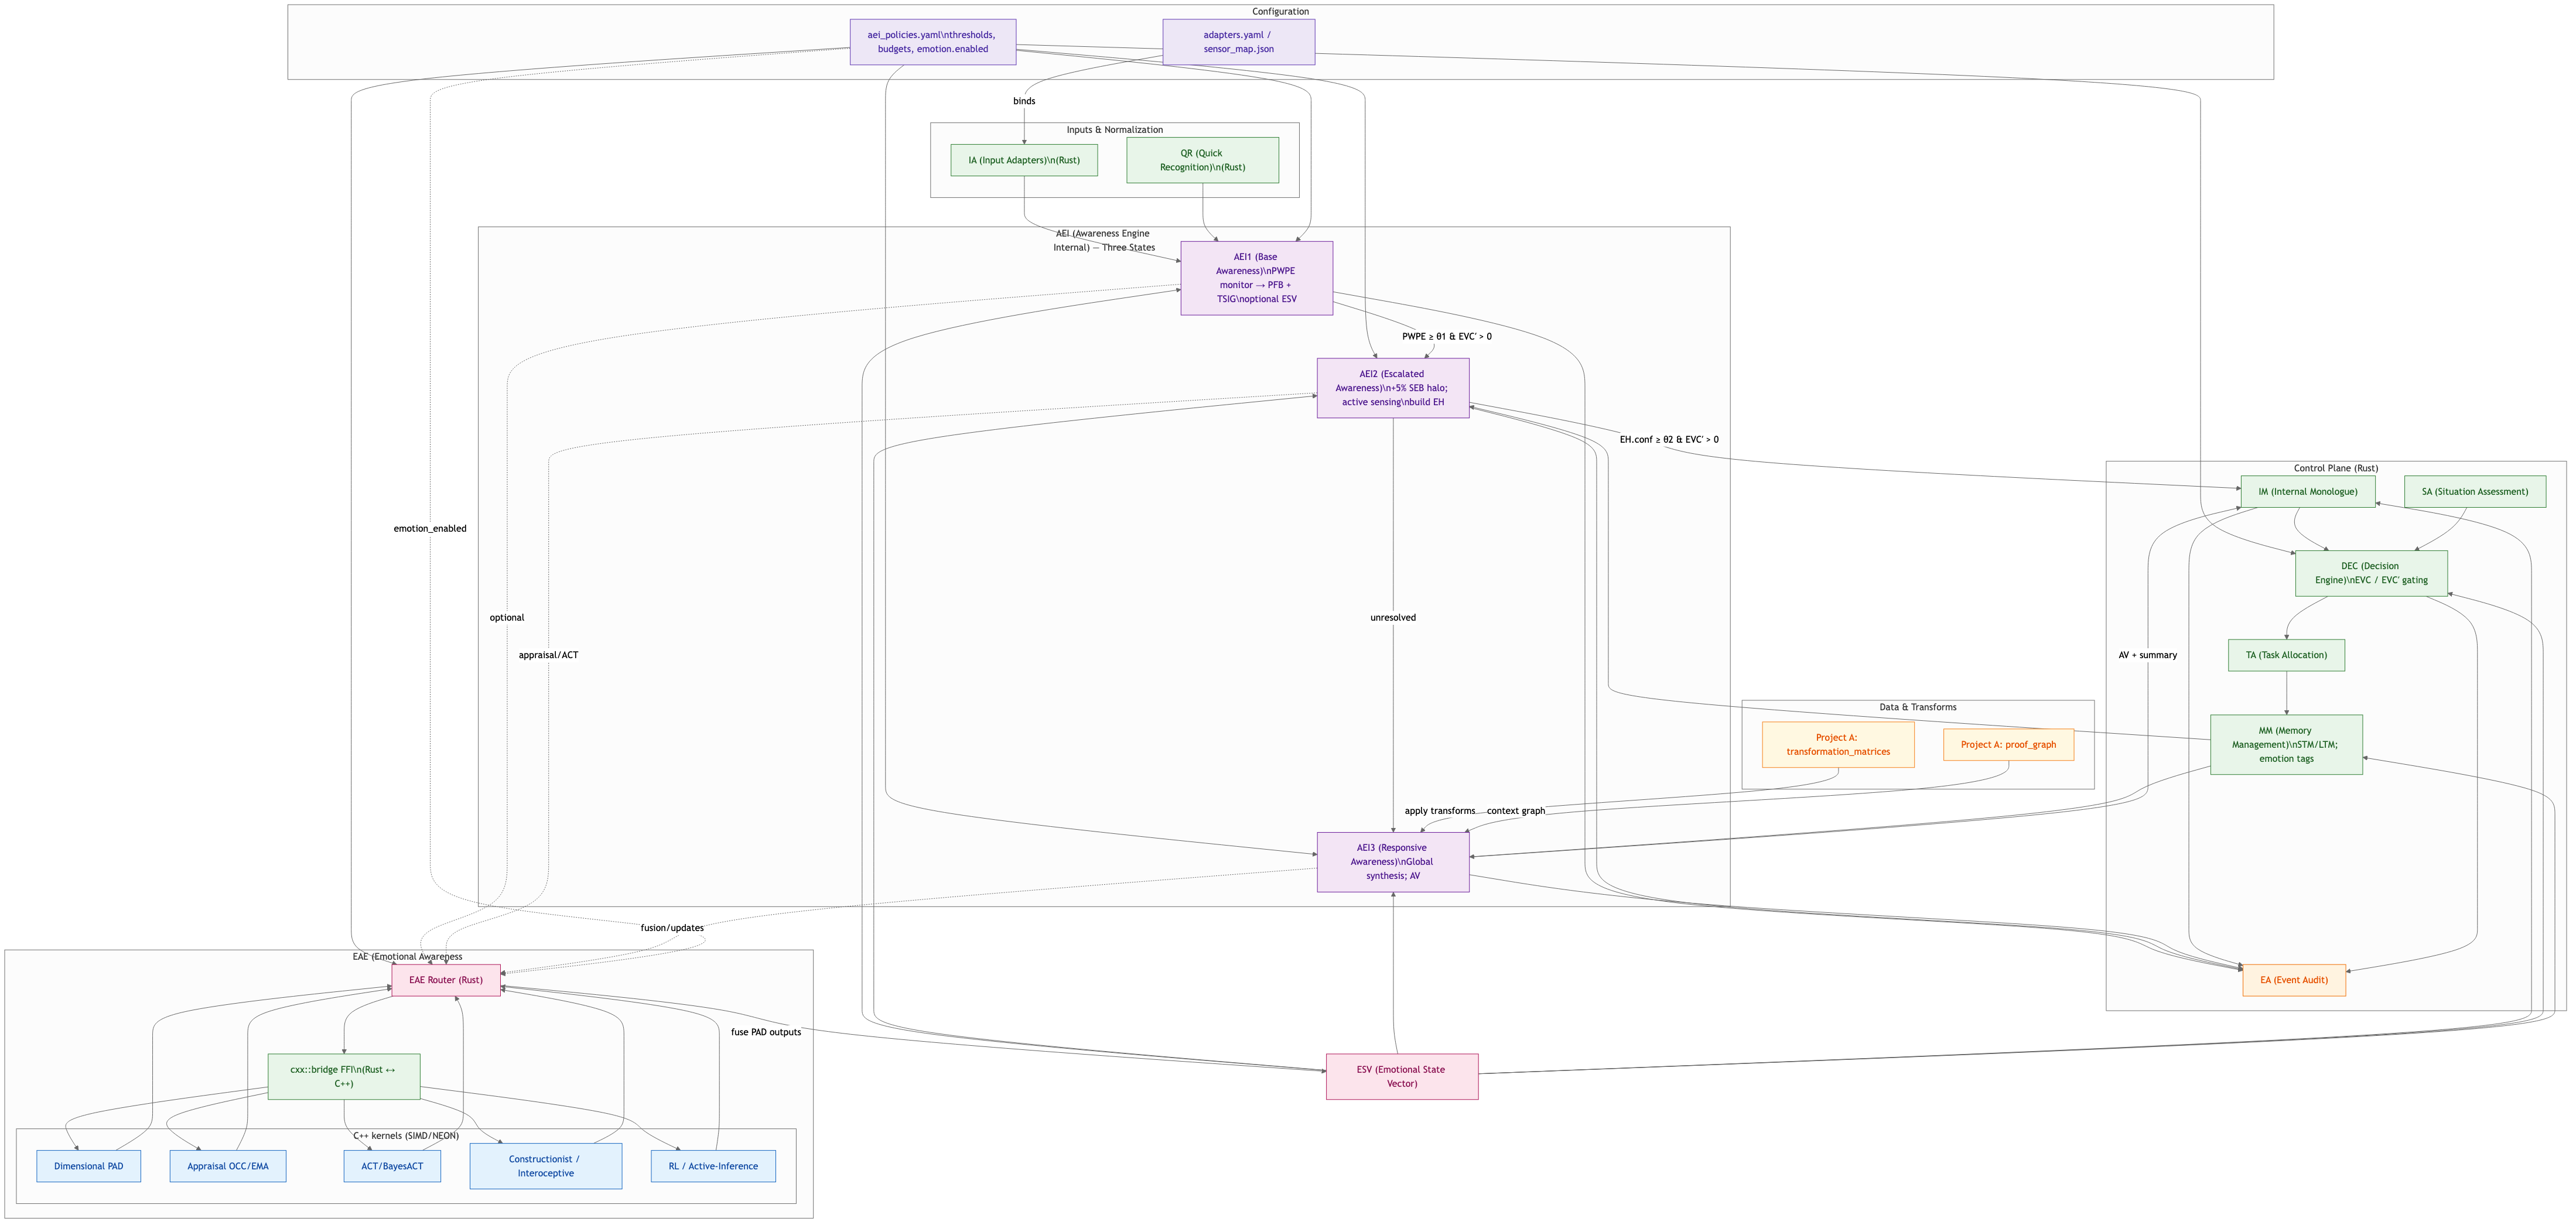 Configuration
aei_policies.yaml\nthresholds,
budgets, emotion.enabled
adapters.yaml /
sensor_map.json
binds
Inputs & Normalization
IA (Input Adapters)\n(Rust)
QR (Quick
Recognition)\n(Rust)
AEI (Awareness Engine
Internal) — Three States
AEI1 (Base
Awareness)\nPWPE
monitor → PFB +
TSIG\noptional ESV
PWPE ≥ θ1 & EVC′ > 0
AEI2 (Escalated
Awareness)\n+5% SEB halo;
active sensing\nbuild EH
EH.conf ≥ θ2 & EVC′ > 0
Control Plane (Rust)
IM (Internal Monologue)
SA (Situation Assessment)
emotion_enabled
DEC (Decision
Engine)\nEVC / EVC′ gating
optional
unresolved
appraisal/ACT
AV + summary
TA (Task Allocation)
Data & Transforms
Project A:
transformation_matrices
Project A: proof_graph
MM (Memory
Management)\nSTM/LTM;
emotion tags
apply transforms
context graph
AEI3 (Responsive
Awareness)\nGlobal
synthesis; AV
fusion/updates
EAE (Emotional Awareness
EAE Router (Rust)
EA (Event Audit)
fuse PAD outputs
cxx::bridge FFI\n(Rust ↔
C++)
ESV (Emotional State
Vector)
C++ kernels (SIMD/NEON)
Dimensional PAD
Appraisal OCC/EMA
ACT/BayesACT
Constructionist /
Interoceptive
RL / Active-Inference